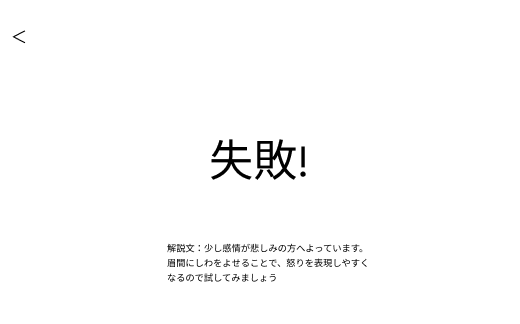 <
失敗!
解説文：少し感情が悲しみの方へよっています。
眉間にしわをよせることで、怒りを表現しやすく
なるので試してみましょう